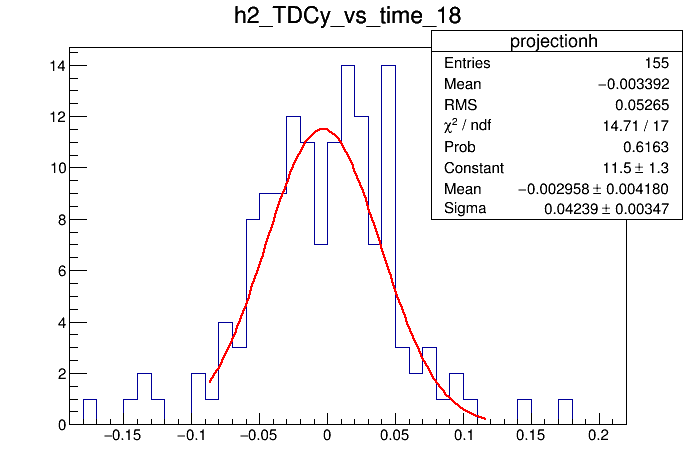 h2_TDCy_vs_time_18
projectionh
Entries 155
Mean −0.003392
RMS 0.05265
χ² / ndf 14.71 / 17
Prob 0.6163
Constant 11.5 ± 1.3
Mean −0.002958 ± 0.004180
Sigma 0.04239 ± 0.00347
14
12
10
8
6
4
2
0
−0.15 −0.1 −0.05 0 0.05 0.1 0.15 0.2